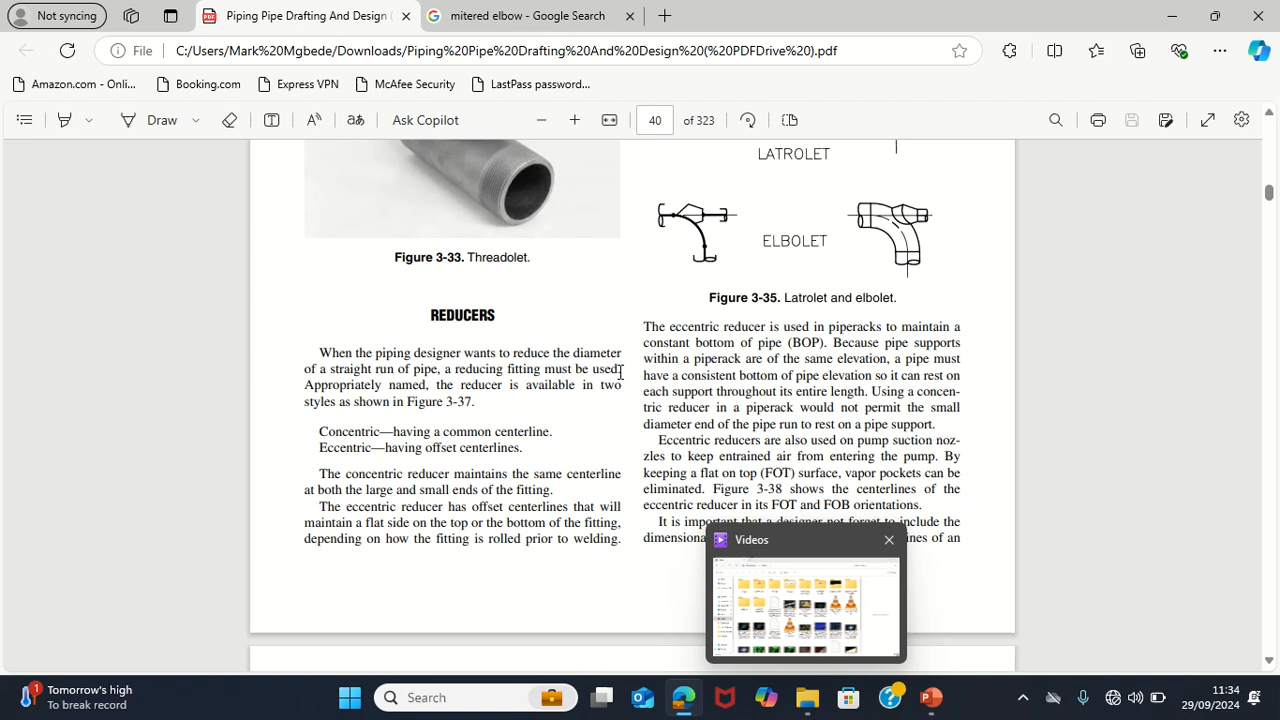 Not syncing
Piping Pipe Drafting And Design (
mitered elbow - Google Search
File
C:/Users/Mark%20Mgbede/Downloads/Piping%20Pipe%20Drafting%20And%20Design%20(%20PDFDrive%20).pdf
Amazon.com - Onli...
Booking.com
Express VPN
McAfee Security
LastPass password...
Draw
Ask Copilot
40
of 323
LATROLET
ELBOLET
Figure 3-33. Threadolet.
Figure 3-35. Latrolet and elbolet.
REDUCERS
When the piping designer wants to reduce the diameter
of a straight run of pipe, a reducing fitting must be used.
Appropriately named, the reducer is available in two
styles as shown in Figure 3-37.
Concentric—having a common centerline.
Eccentric—having offset centerlines.
The concentric reducer maintains the same centerline
at both the large and small ends of the fitting.
The eccentric reducer has offset centerlines that will
maintain a flat side on the top or the bottom of the fitting,
depending on how the fitting is rolled prior to welding.
The eccentric reducer is used in piperacks to maintain a
constant bottom of pipe (BOP). Because pipe supports
within a piperack are of the same elevation, a pipe must
have a consistent bottom of pipe elevation so it can rest on
each support throughout its entire length. Using a concen-
tric reducer in a piperack would not permit the small
diameter end of the pipe run to rest on a pipe support.
Eccentric reducers are also used on pump suction noz-
zles to keep entrained air from entering the pump. By
keeping a flat on top (FOT) surface, vapor pockets can be
eliminated. Figure 3-38 shows the centerlines of the
eccentric reducer in its FOT and FOB orientations.
It is important that a designer not forget to include the
dimensional lines of an
Videos
Tomorrow's high
To break record
1
Search
11:34
29/09/2024